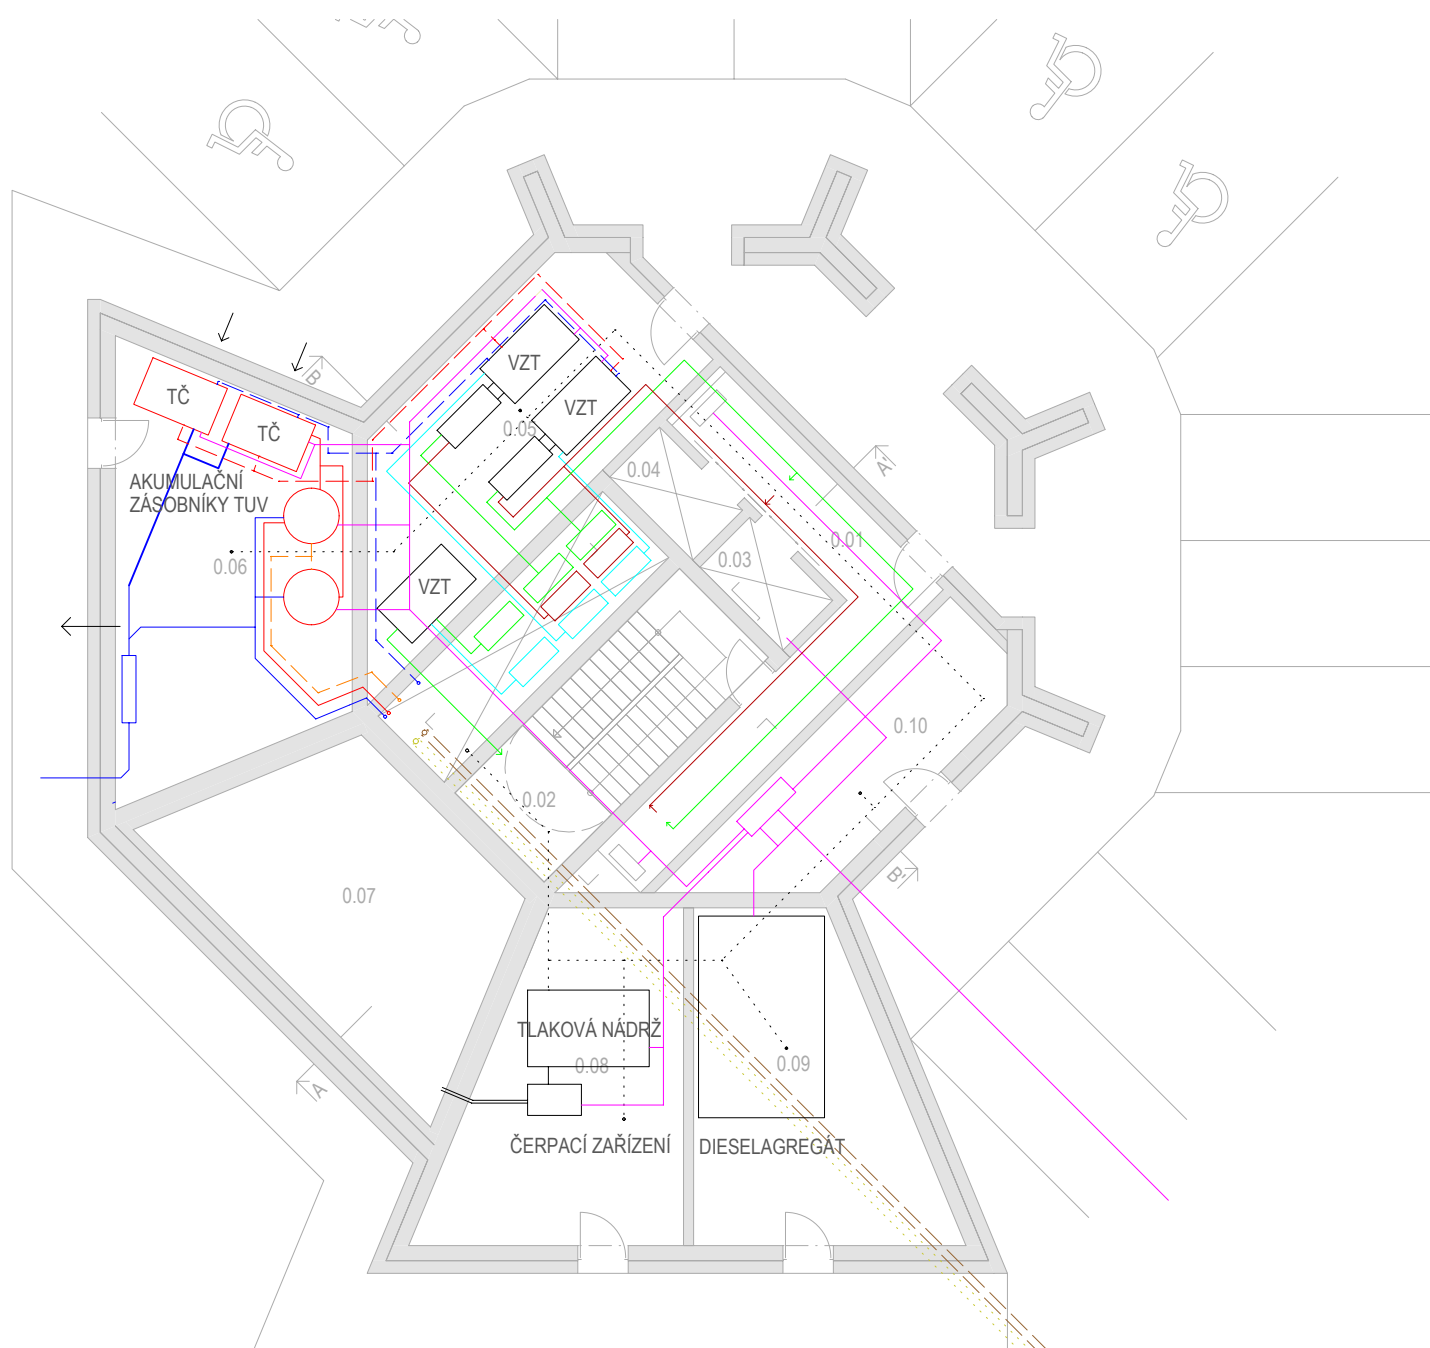 B
VZT
TČ
VZT
TČ
0.05
A'
0.04
AKUMULAČNÍ
ZÁSOBNÍKY TUV
0.01
0.03
0.06
VZT
0.10
0.02
B'
0.07
TLAKOVÁ NÁDRŽ
0.08
0.09
A
ČERPACÍ ZAŘÍZENÍ
DIESELAGREGÁT